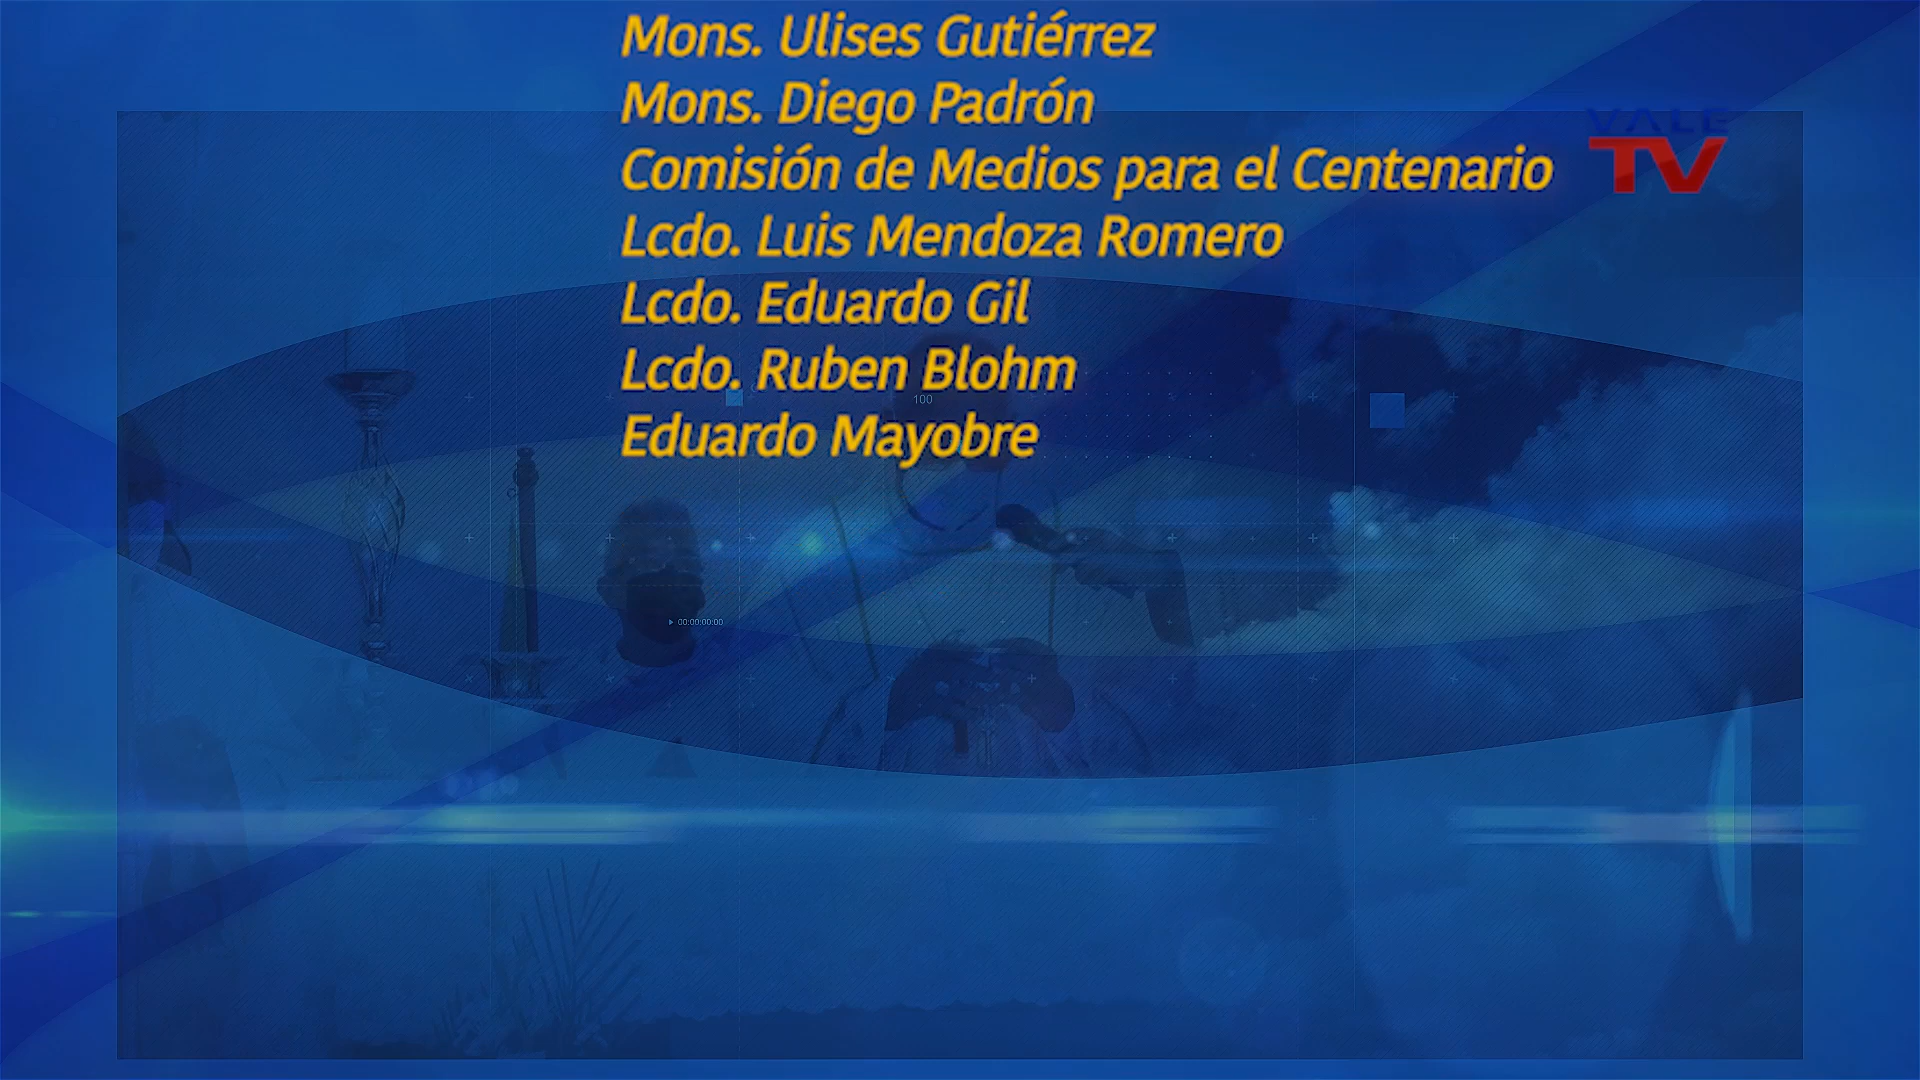 Mons. Ulises Gutiérrez
Mons. Diego Padrón
Comisión de Medios para el Centenario
VALE
TV
Lcdo. Luis Mendoza Romero
Lcdo. Eduardo Gil
Lcdo. Ruben Blohm
100
Eduardo Mayobre
00:00:00:00